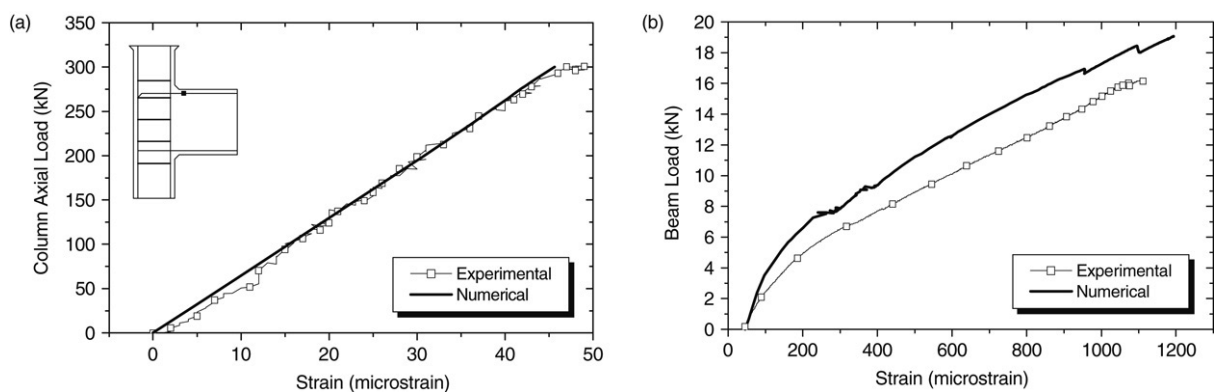 (a)
Column Axial Load (kN)
350
300
250
200
150
100
50
0
0 10 20 30 40 50
Strain (microstrain)
Experimental
Numerical
(b)
Beam Load (kN)
20
18
16
14
12
10
8
6
4
2
0
0 200 400 600 800 1000 1200
Strain (microstrain)
Experimental
Numerical